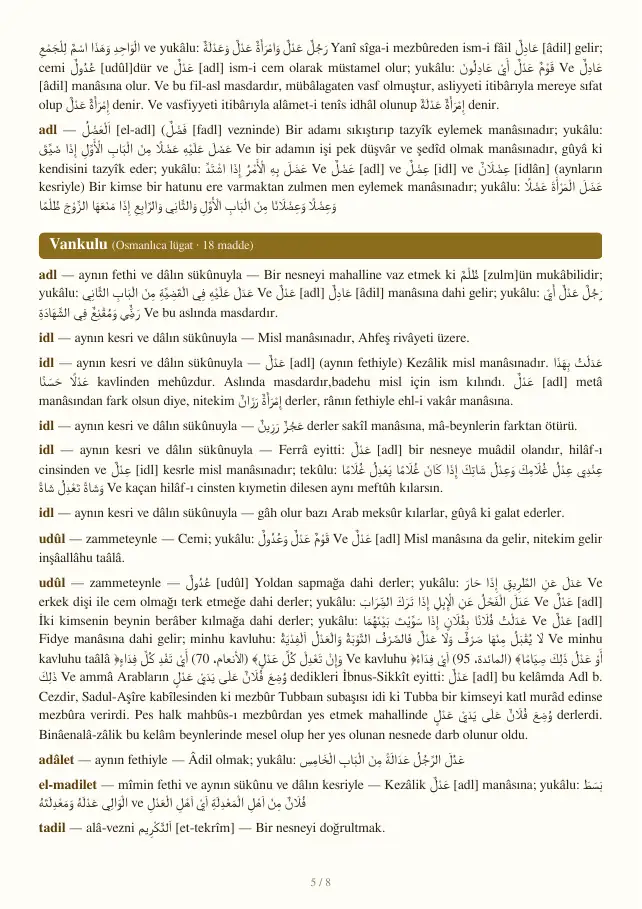 الْوَاحِدِ وَهَذَا اسْمٌ لِلْجَمْعِ ve yukâlu: رَجُلٌ عَدْلٌ وَامْرَأَةٌ عَدْلٌ وَعَدْلَةٌ Yanî sîga-i mezbûreden ism-i fâil عَادِلٌ [âdil] gelir;
cemi عُدُولٌ [udûl]dür ve عَدْلٌ [adl] ism-i cem olarak müstamel olur; yukâlu: قَوْمٌ عَدْلٌ أَيْ عَادِلُونَ Ve عَادِلٌ
[âdil] manâsına olur. Ve bu fil-asl masdardır, mübâlagaten vasf olmuştur, asliyyeti itibârıyla mereye sıfat
olup اِمْرَأَةٌ عَدْلٌ denir. Ve vasfiyyeti itibârıyla alâmet-i tenîs idhâl olunup اِمْرَأَةٌ عَدْلَةٌ denir.
adl — اَلْعَضْلُ [el-adl] (فَضْلٌ [fadl] vezninde) Bir adamı sıkıştırıp tazyîk eylemek manâsınadır; yukâlu:
عَضَلَ عَلَيْهِ عَضْلًا مِنَ الْبَابِ الْأَوَّلِ إِذَا ضَيَّقَ Ve bir adamın işi pek düşvâr ve şedîd olmak manâsınadır, gûyâ ki
kendisini tazyîk eder; yukâlu: عَضَلَ بِهِ الْأَمْرُ إِذَا اشْتَدَّ Ve عَضْلٌ [adl] ve عِضْلٌ [idl] ve عِضْلَانٌ [idlân] (aynların
kesriyle) Bir kimse bir hatunu ere varmaktan zulmen men eylemek manâsınadır; yukâlu: عَضَلَ الْمَرْأَةَ عَضْلًا
وَعِضْلًا وَعِضْلَانًا مِنَ الْبَابِ الْأَوَّلِ وَالثَّانِي وَالرَّابِعِ إِذَا مَنَعَهَا الزَّوْجَ ظُلْمًا
Vankulu (Osmanlıca lügat · 18 madde)
adl — aynın fethi ve dâlın sükûnuyla — Bir nesneyi mahalline vaz etmek ki ظُلْمٌ [zulm]ün mukâbilidir;
yukâlu: عَدَلَ عَلَيْهِ فِي الْقَضِيَّةِ مِنَ الْبَابِ الثَّانِي Ve عَدْلٌ [adl] عَادِلٌ [âdil] manâsına dahi gelir; yukâlu: رَجُلٌ عَدْلٌ أَيْ
رَضِيٌّ وَمُقْنِعٌ فِي الشَّهَادَةِ Ve bu aslında masdardır.
idl — aynın kesri ve dâlın sükûnuyla — Misl manâsınadır, Ahfeş rivâyeti üzere.
idl — aynın kesri ve dâlın sükûnuyla — عَدْلٌ [adl] (aynın fethiyle) Kezâlik misl manâsınadır. عَدَلْتُ بِهَذَا
عَدْلًا حَسَنًا kavlinden mehûzdur. Aslında masdardır,badehu misl için ism kılındı. عَدْلٌ [adl] metâ
manâsından fark olsun diye, nitekim اِمْرَأَةٌ رَزَانٌ derler, rânın fethiyle ehl-i vakâr manâsına.
idl — aynın kesri ve dâlın sükûnuyla — عَجُزٌ رَزِينٌ derler sakîl manâsına, mâ-beynlerin farktan ötürü.
idl — aynın kesri ve dâlın sükûnuyla — Ferrâ eyitti: عَدْلٌ [adl] bir nesneye muâdil olandır, hilâf-ı
cinsinden ve عِدْلٌ [idl] kesrle misl manâsınadır; tekûlu: عِنْدِي عِدْلُ غُلَامِكَ وَعِدْلُ شَاتِكَ إِذَا كَانَ غُلَامًا يَعْدِلُ غُلَامًا
وَشَاةً تَعْدِلُ شَاةً Ve kaçan hilâf-ı cinsten kıymetin dilesen aynı meftûh kılarsın.
idl — aynın kesri ve dâlın sükûnuyla — gâh olur bazı Arab meksûr kılarlar, gûyâ ki galat ederler.
udûl — zammeteynle — Cemi; yukâlu: قَوْمٌ عَدْلٌ وَعُدُولٌ Ve عَدْلٌ [adl] Misl manâsına da gelir, nitekim gelir
inşâallâhu taâlâ.
udûl — zammeteynle — عُدُولٌ [udûl] Yoldan sapmağa dahi derler; yukâlu: عَدَلَ عَنِ الطَّرِيقِ إِذَا حَارَ Ve
erkek dişi ile cem olmağı terk etmeğe dahi derler; yukâlu: عَدَلَ الْفَحْلُ عَنِ الْإِبِلِ إِذَا تَرَكَ الضِّرَابَ Ve عَدْلٌ [adl]
İki kimsenin beynin berâber kılmağa dahi derler; yukâlu: عَدَلْتُ فُلَانًا بِفُلَانٍ إِذَا سَوَّيْتَ بَيْنَهُمَا Ve عَدْلٌ [adl]
Fidye manâsına dahi gelir; minhu kavluhu: لَا يُقْبَلُ مِنْهَا صَرْفٌ وَلَا عَدْلٌ فَالصَّرْفُ التَّوْبَةُ وَالْعَدْلُ الْفِدْيَةُ Ve minhu
kavluhu taâlâ ﴿وَإِنْ تَعْدِلْ كُلَّ عَدْلٍ﴾ (الأنعام، 70) أَيْ تَفْدِ كُلَّ فِدَاءٍ Ve kavluhu ﴿أَوْ عَدْلُ ذَلِكَ صِيَامًا﴾ (المائدة، 95) أَيْ فِدَاءُ
ذَلِكَ Ve ammâ Arabların وُضِعَ فُلَانٌ عَلَى يَدَيْ عَدْلٍ dedikleri İbnus-Sikkît eyitti: عَدْلٌ [adl] bu kelâmda Adl b.
Cezdir, Sadul-Aşîre kabîlesinden ki mezbûr Tubbaın subaşısı idi ki Tubba bir kimseyi katl murâd edinse
mezbûra verirdi. Pes halk mahbûs-ı mezbûrdan yes etmek mahallinde وُضِعَ فُلَانٌ عَلَى يَدَيْ عَدْلٍ derlerdi.
Binâenalâ-zâlik bu kelâm beynlerinde mesel olup her yes olunan nesnede darb olunur oldu.
adâlet — aynın fethiyle — Âdil olmak; yukâlu: عَدُلَ الرَّجُلُ عَدَالَةً مِنَ الْبَابِ الْخَامِسِ
el-madilet — mîmin fethi ve aynın sükûnu ve dâlın kesriyle — Kezâlik عَدْلٌ [adl] manâsına; yukâlu: بَسَطَ
الْوَالِي عَدْلَهُ وَمَعْدِلَتَهُ ve فُلَانٌ مِنْ اَهْلِ الْمَعْدِلَةِ اَيْ اَهْلِ الْعَدْلِ
tadil — alâ-vezni اَلتَّكْرِيم [et-tekrîm] — Bir nesneyi doğrultmak.
5 / 8